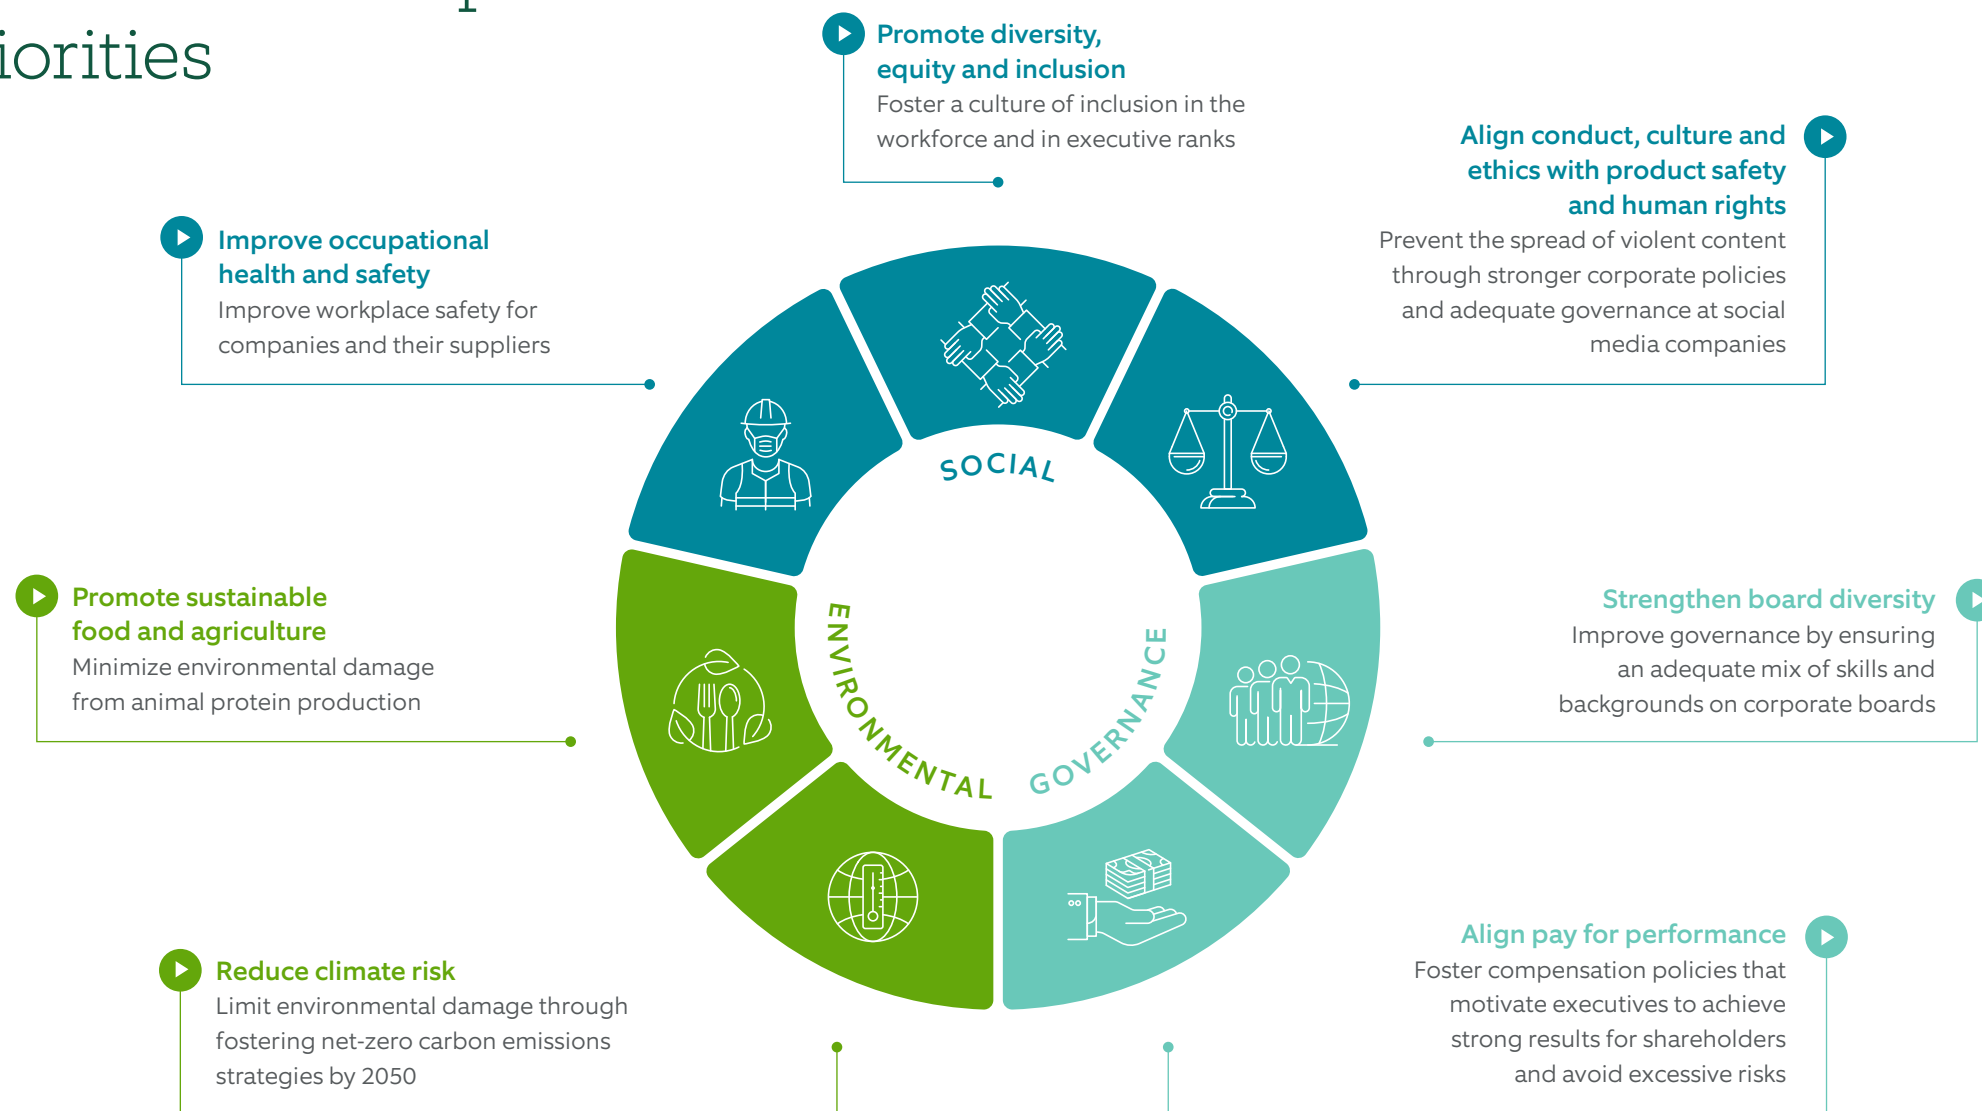 iorities
Promote diversity,
equity and inclusion
Foster a culture of inclusion in the
workforce and in executive ranks
Align conduct, culture and
ethics with product safety
and human rights
Prevent the spread of violent content
through stronger corporate policies
and adequate governance at social
media companies
Improve occupational
health and safety
Improve workplace safety for
companies and their suppliers
SOCIAL
ENVIRONMENTAL
GOVERNANCE
Promote sustainable
food and agriculture
Minimize environmental damage
from animal protein production
Strengthen board diversity
Improve governance by ensuring
an adequate mix of skills and
backgrounds on corporate boards
Reduce climate risk
Limit environmental damage through
fostering net-zero carbon emissions
strategies by 2050
Align pay for performance
Foster compensation policies that
motivate executives to achieve
strong results for shareholders
and avoid excessive risks